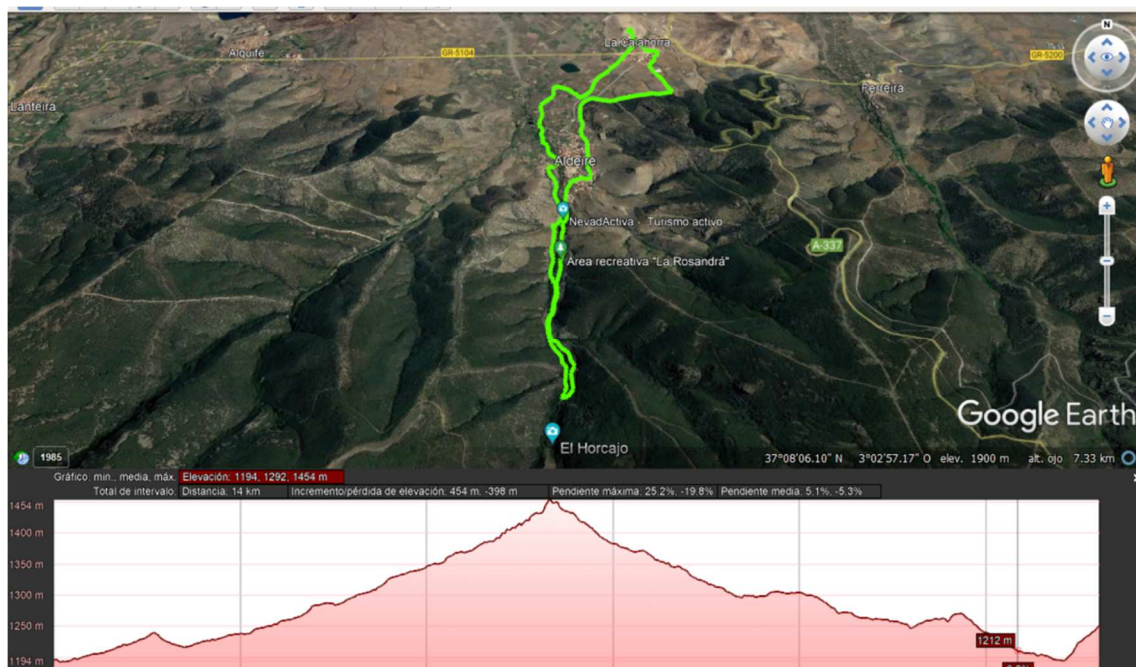 La Calahorra
Alquife
GR-5104
GR-5200
Ferreira
Lanteira
Aldeire
NevadActiva - Turismo activo
A-337
Área recreativa "La Rosandrá"
Google Earth
El Horcajo
1985
37°08'06.10" N 3°02'57.17" O elev. 1900 m alt. ojo 7.33 km
N
Gráfico: min., media, máx. Elevación: 1194, 1292, 1454 m
Total de intervalo: Distancia: 14 km Incremento/pérdida de elevación: 454 m, -398 m Pendiente máxima: 25.2%, -19.8% Pendiente media: 5.1%, -5.3%
1454 m
1400 m
1350 m
1300 m
1250 m
1212 m
1194 m